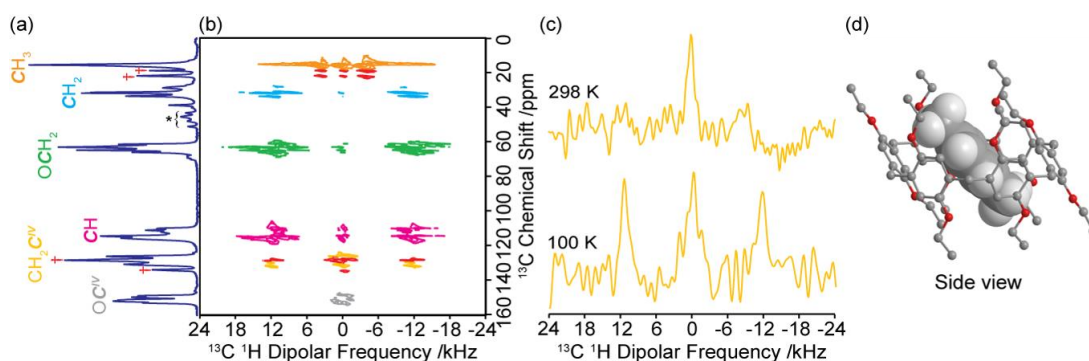 (a)
(b)
(c)
(d)
CH₃
†
†
CH₂
*{
OCH₂
CH
CH₂Cᴵⱽ
†
†
OCᴵⱽ
24
24 18 12 6 0 -6 -12 -18 -24
¹³C ¹H Dipolar Frequency /kHz
0
20
40
60
80
100
120
140
160
¹³C Chemical Shift /ppm
298 K
100 K
24 18 12 6 0 -6 -12 -18 -24
¹³C ¹H Dipolar Frequency /kHz
Side view